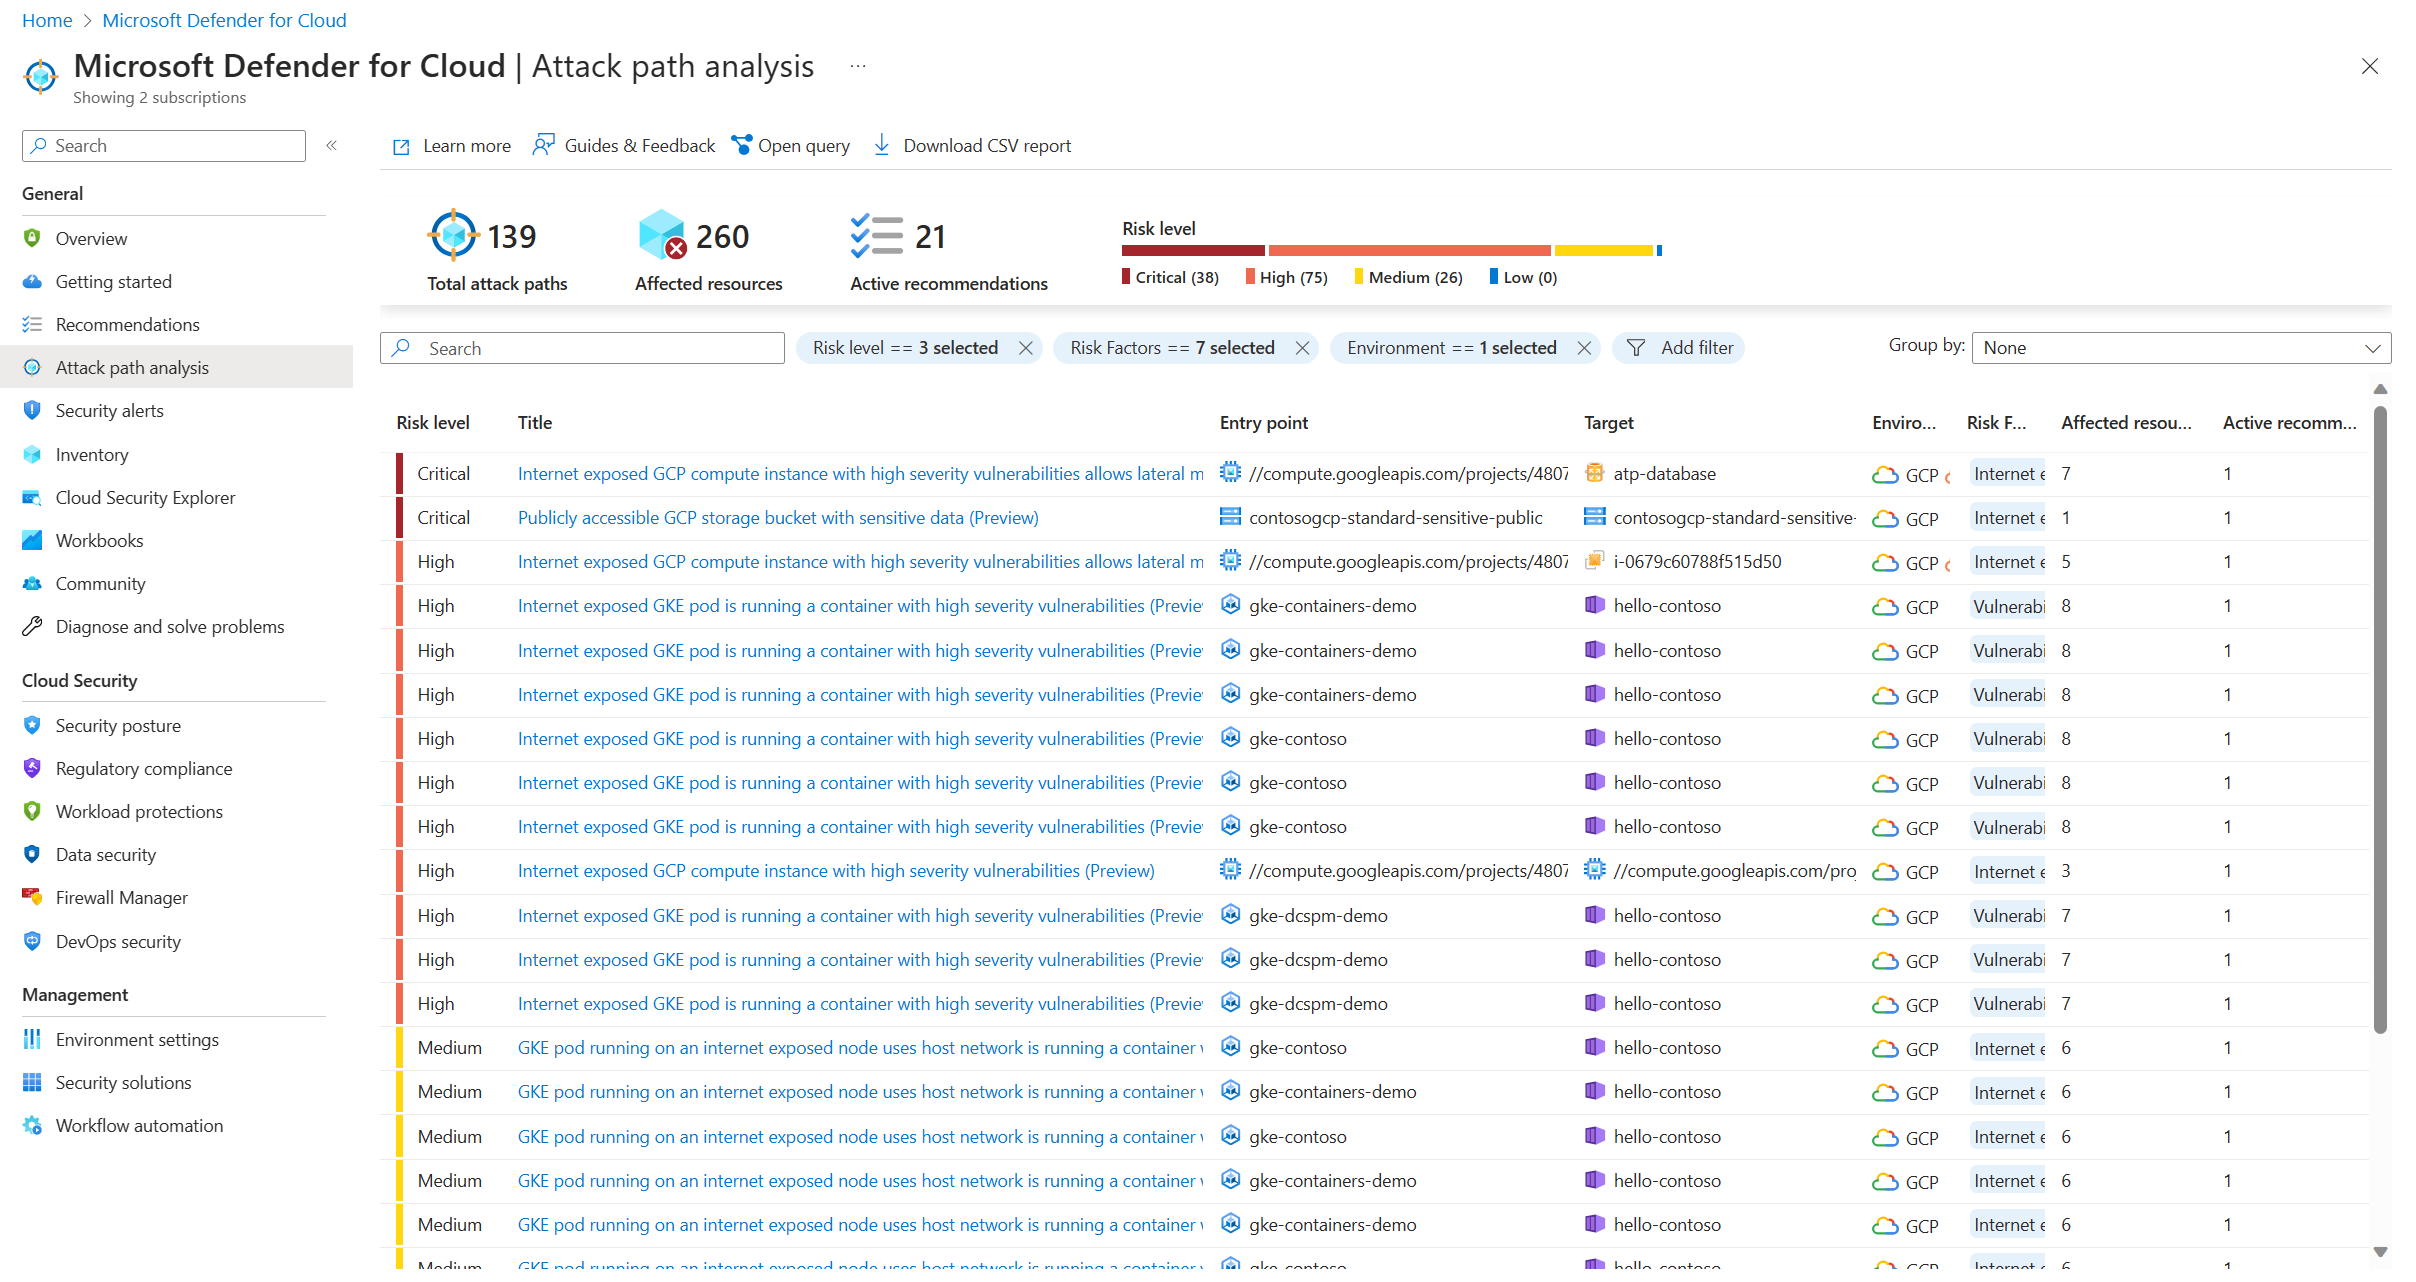 Home > Microsoft Defender for Cloud
Microsoft Defender for Cloud | Attack path analysis ...
Showing 2 subscriptions
Search «
General
Overview
Getting started
Recommendations
Attack path analysis
Security alerts
Inventory
Cloud Security Explorer
Workbooks
Community
Diagnose and solve problems
Cloud Security
Security posture
Regulatory compliance
Workload protections
Data security
Firewall Manager
DevOps security
Management
Environment settings
Security solutions
Workflow automation
Learn more Guides & Feedback Open query Download CSV report
139 Total attack paths
260 Affected resources
21 Active recommendations
Risk level
Critical (38) High (75) Medium (26) Low (0)
Search Risk level == 3 selected Risk Factors == 7 selected Environment == 1 selected Add filter Group by: None
Risk level Title Entry point Target Enviro... Risk F... Affected resou... Active recomm...
Critical Internet exposed GCP compute instance with high severity vulnerabilities allows lateral m //compute.googleapis.com/projects/4807 atp-database GCP Internet e 7 1
Critical Publicly accessible GCP storage bucket with sensitive data (Preview) contosogcp-standard-sensitive-public contosogcp-standard-sensitive- GCP Internet e 1 1
High Internet exposed GCP compute instance with high severity vulnerabilities allows lateral m //compute.googleapis.com/projects/4807 i-0679c60788f515d50 GCP Internet e 5 1
High Internet exposed GKE pod is running a container with high severity vulnerabilities (Previe gke-containers-demo hello-contoso GCP Vulnerabi 8 1
High Internet exposed GKE pod is running a container with high severity vulnerabilities (Previe gke-containers-demo hello-contoso GCP Vulnerabi 8 1
High Internet exposed GKE pod is running a container with high severity vulnerabilities (Previe gke-containers-demo hello-contoso GCP Vulnerabi 8 1
High Internet exposed GKE pod is running a container with high severity vulnerabilities (Previe gke-contoso hello-contoso GCP Vulnerabi 8 1
High Internet exposed GKE pod is running a container with high severity vulnerabilities (Previe gke-contoso hello-contoso GCP Vulnerabi 8 1
High Internet exposed GKE pod is running a container with high severity vulnerabilities (Previe gke-contoso hello-contoso GCP Vulnerabi 8 1
High Internet exposed GCP compute instance with high severity vulnerabilities (Preview) //compute.googleapis.com/projects/4807 //compute.googleapis.com/proj GCP Internet e 3 1
High Internet exposed GKE pod is running a container with high severity vulnerabilities (Previe gke-dcspm-demo hello-contoso GCP Vulnerabi 7 1
High Internet exposed GKE pod is running a container with high severity vulnerabilities (Previe gke-dcspm-demo hello-contoso GCP Vulnerabi 7 1
High Internet exposed GKE pod is running a container with high severity vulnerabilities (Previe gke-dcspm-demo hello-contoso GCP Vulnerabi 7 1
Medium GKE pod running on an internet exposed node uses host network is running a container gke-contoso hello-contoso GCP Internet e 6 1
Medium GKE pod running on an internet exposed node uses host network is running a container gke-containers-demo hello-contoso GCP Internet e 6 1
Medium GKE pod running on an internet exposed node uses host network is running a container gke-contoso hello-contoso GCP Internet e 6 1
Medium GKE pod running on an internet exposed node uses host network is running a container gke-containers-demo hello-contoso GCP Internet e 6 1
Medium GKE pod running on an internet exposed node uses host network is running a container gke-containers-demo hello-contoso GCP Internet e 6 1
Medium GKE pod running on an internet exposed node uses host network is running a container gke-contoso hello-contoso GCP Internet e 6 1